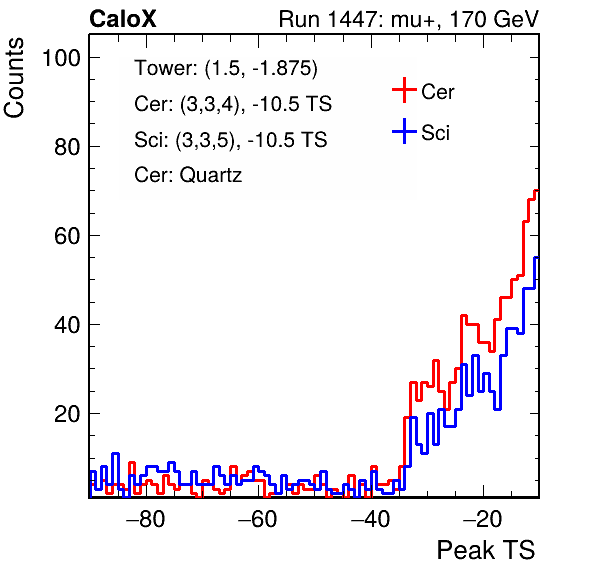 CaloX Run 1447: mu+, 170 GeV
Counts
Tower: (1.5, -1.875)
Cer: (3,3,4), -10.5 TS
Sci: (3,3,5), -10.5 TS
Cer: Quartz
Cer
Sci
100
80
60
40
20
−80 −60 −40 −20
Peak TS